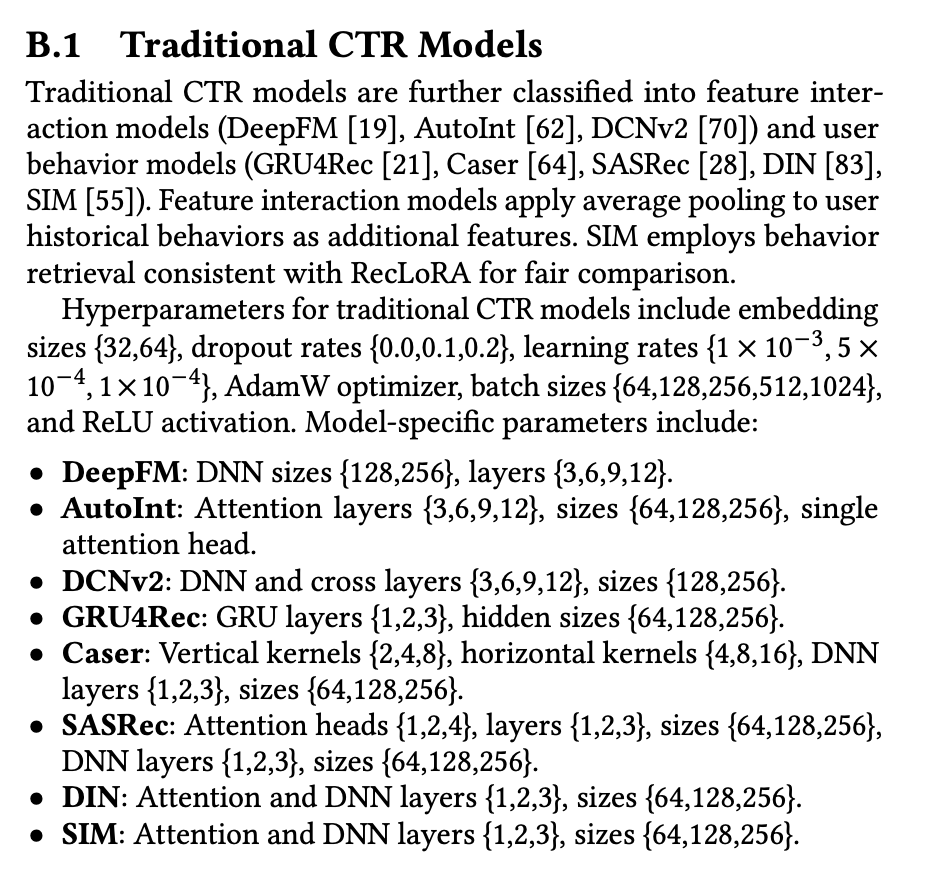 B.1 Traditional CTR Models
Traditional CTR models are further classified into feature inter-
action models (DeepFM [19], AutoInt [62], DCNv2 [70]) and user
behavior models (GRU4Rec [21], Caser [64], SASRec [28], DIN [83],
SIM [55]). Feature interaction models apply average pooling to user
historical behaviors as additional features. SIM employs behavior
retrieval consistent with RecLoRA for fair comparison.
Hyperparameters for traditional CTR models include embedding
sizes {32,64}, dropout rates {0.0,0.1,0.2}, learning rates {1 × 10⁻³, 5 ×
10⁻⁴, 1×10⁻⁴}, AdamW optimizer, batch sizes {64,128,256,512,1024},
and ReLU activation. Model-specific parameters include:
• DeepFM: DNN sizes {128,256}, layers {3,6,9,12}.
• AutoInt: Attention layers {3,6,9,12}, sizes {64,128,256}, single
attention head.
• DCNv2: DNN and cross layers {3,6,9,12}, sizes {128,256}.
• GRU4Rec: GRU layers {1,2,3}, hidden sizes {64,128,256}.
• Caser: Vertical kernels {2,4,8}, horizontal kernels {4,8,16}, DNN
layers {1,2,3}, sizes {64,128,256}.
• SASRec: Attention heads {1,2,4}, layers {1,2,3}, sizes {64,128,256},
DNN layers {1,2,3}, sizes {64,128,256}.
• DIN: Attention and DNN layers {1,2,3}, sizes {64,128,256}.
• SIM: Attention and DNN layers {1,2,3}, sizes {64,128,256}.